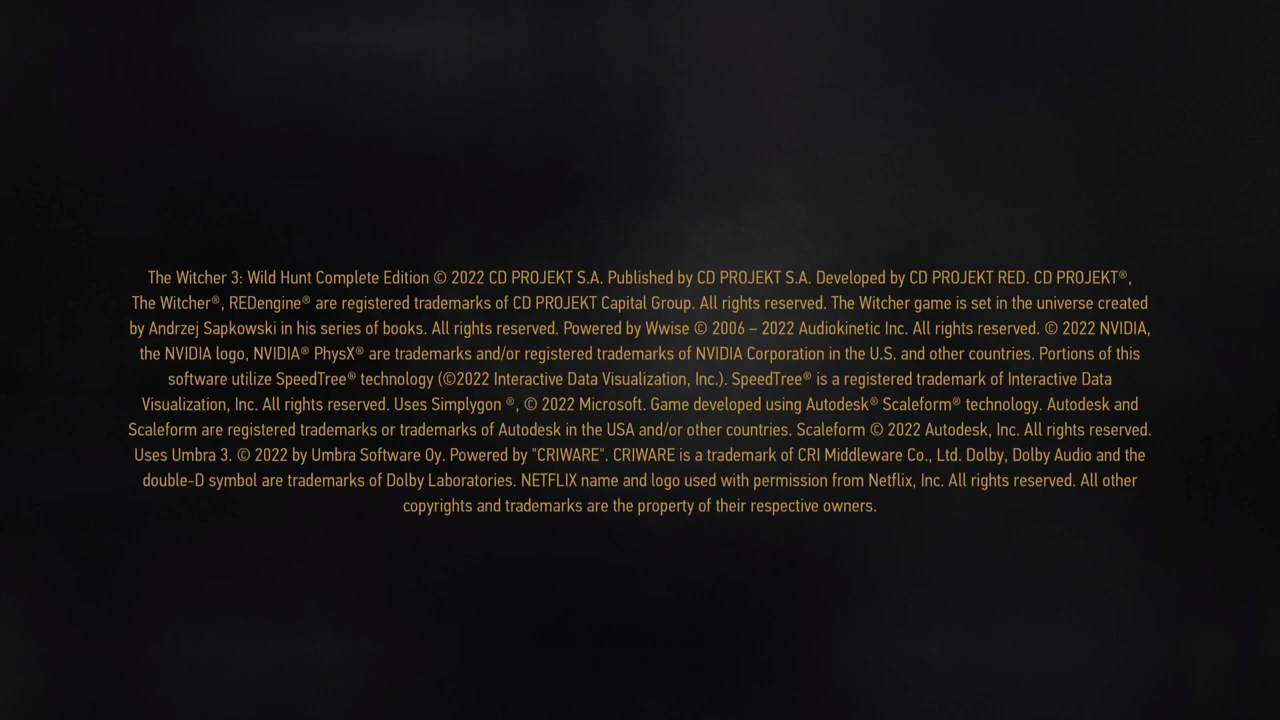 The Witcher 3: Wild Hunt Complete Edition © 2022 CD PROJEKT S.A. Published by CD PROJEKT S.A. Developed by CD PROJEKT RED. CD PROJEKT®,
The Witcher®, REDengine® are registered trademarks of CD PROJEKT Capital Group. All rights reserved. The Witcher game is set in the universe created
by Andrzej Sapkowski in his series of books. All rights reserved. Powered by Wwise © 2006 – 2022 Audiokinetic Inc. All rights reserved. © 2022 NVIDIA,
the NVIDIA logo, NVIDIA® PhysX® are trademarks and/or registered trademarks of NVIDIA Corporation in the U.S. and other countries. Portions of this
software utilize SpeedTree® technology (©2022 Interactive Data Visualization, Inc.). SpeedTree® is a registered trademark of Interactive Data
Visualization, Inc. All rights reserved. Uses Simplygon ®, © 2022 Microsoft. Game developed using Autodesk® Scaleform® technology. Autodesk and
Scaleform are registered trademarks or trademarks of Autodesk in the USA and/or other countries. Scaleform © 2022 Autodesk, Inc. All rights reserved.
Uses Umbra 3. © 2022 by Umbra Software Oy. Powered by "CRIWARE". CRIWARE is a trademark of CRI Middleware Co., Ltd. Dolby, Dolby Audio and the
double-D symbol are trademarks of Dolby Laboratories. NETFLIX name and logo used with permission from Netflix, Inc. All rights reserved. All other
copyrights and trademarks are the property of their respective owners.